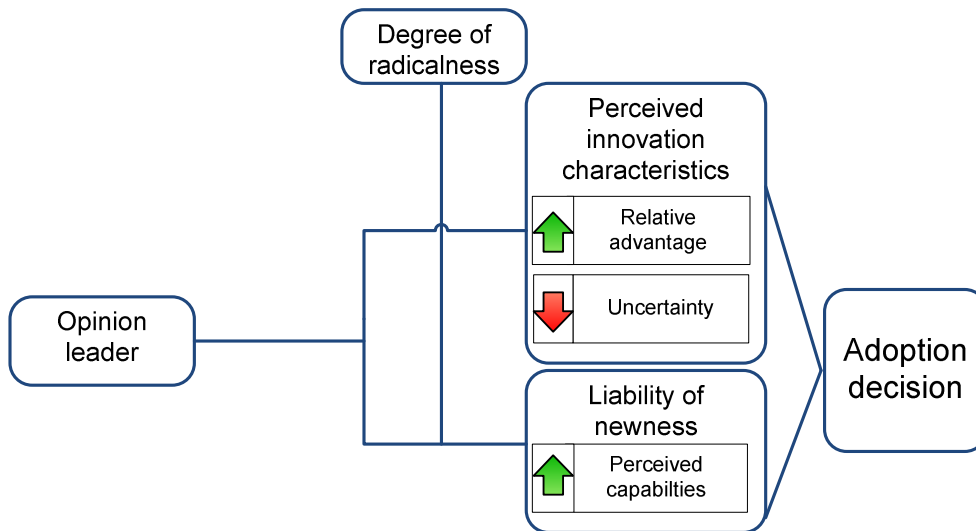 Degree of
radicalness
Perceived
innovation
characteristics
Relative
advantage
Uncertainty
Opinion
leader
Adoption
decision
Liability of
newness
Perceived
capabilties